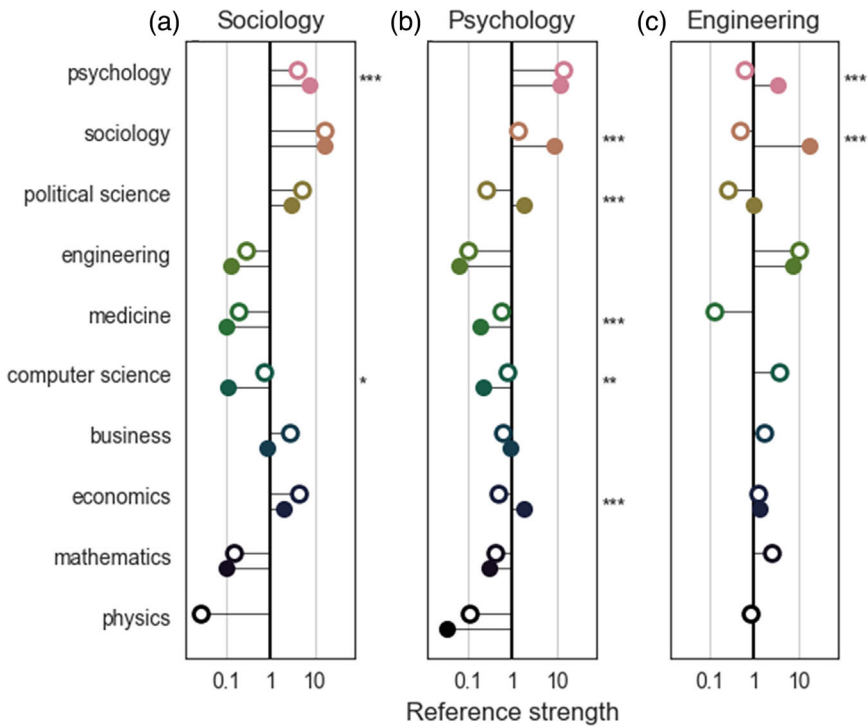 (a) Sociology (b) Psychology (c) Engineering
psychology *** ***
sociology *** ***
political science ***
engineering
medicine ***
computer science * **
business
economics ***
mathematics
physics
0.1 1 10 0.1 1 10 0.1 1 10
Reference strength